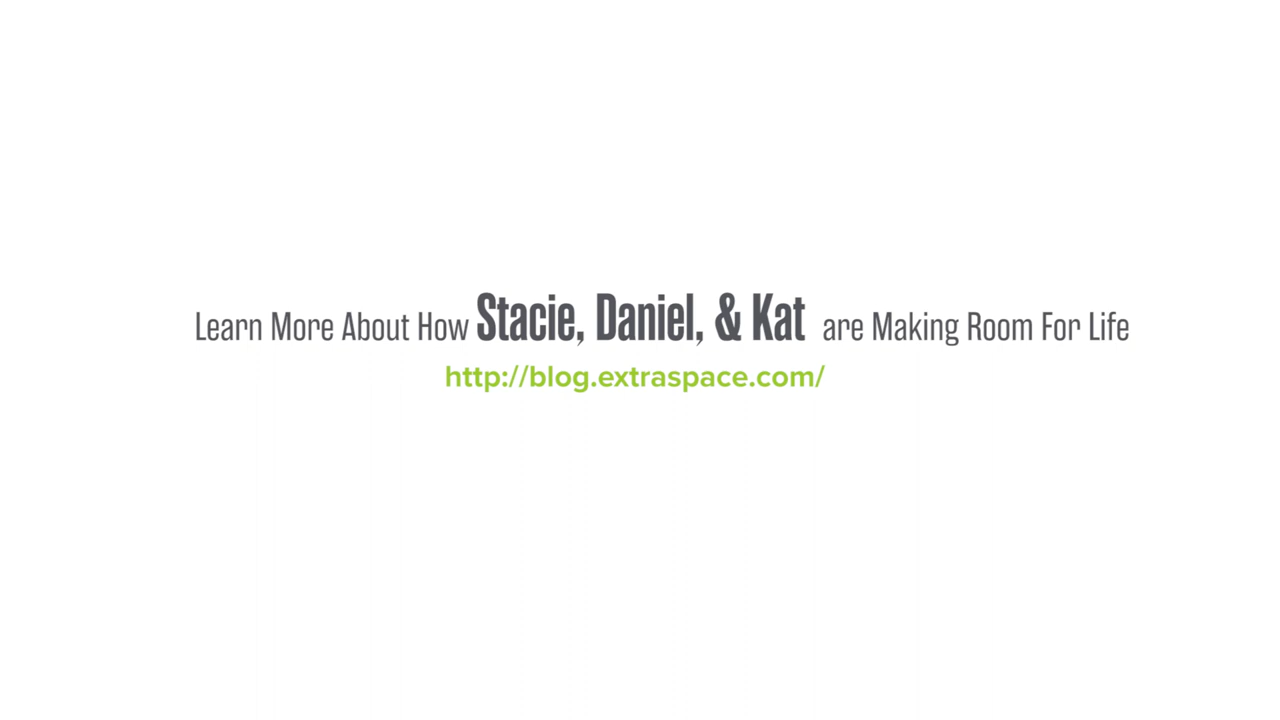 Learn More About How Stacie, Daniel, & Kat are Making Room For Life
http://blog.extraspace.com/